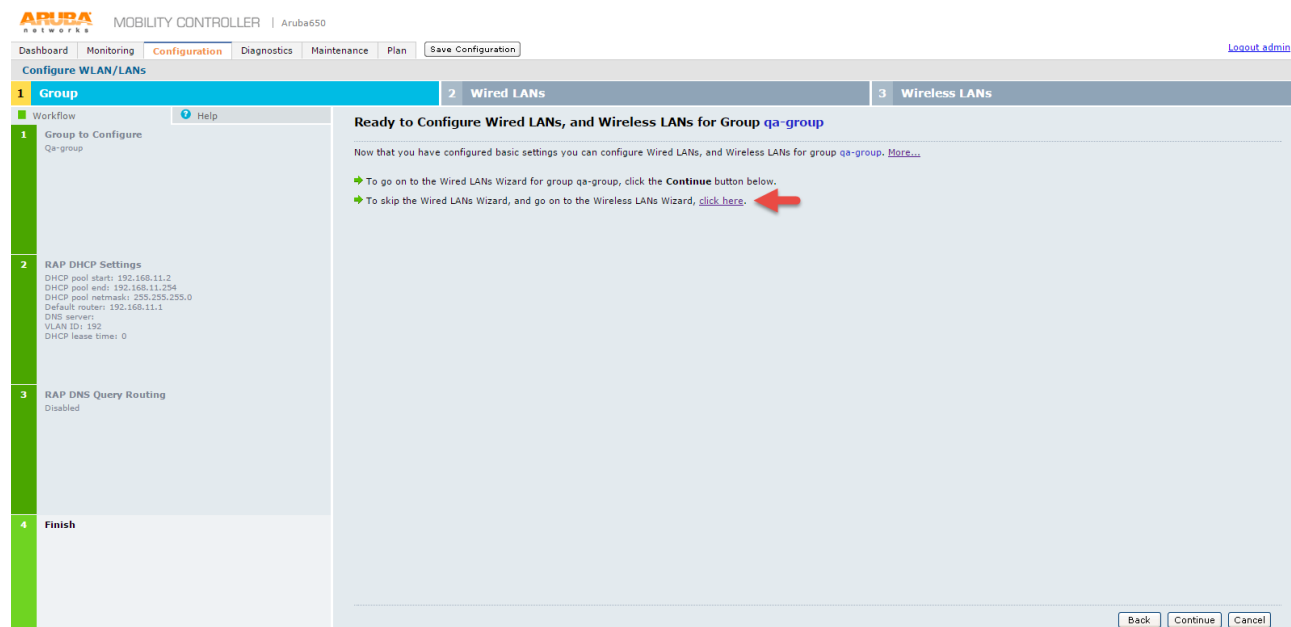 ARUBA networks MOBILITY CONTROLLER | Aruba650
Dashboard Monitoring Configuration Diagnostics Maintenance Plan Save Configuration Logout admin
Configure WLAN/LANs
1 Group 2 Wired LANs 3 Wireless LANs
Workflow ? Help
1 Group to Configure
Qa-group
2 RAP DHCP Settings
DHCP pool start: 192.168.11.2
DHCP pool end: 192.168.11.254
DHCP pool netmask: 255.255.255.0
Default router: 192.168.11.1
DNS server:
VLAN ID: 192
DHCP lease time: 0
3 RAP DNS Query Routing
Disabled
4 Finish
Ready to Configure Wired LANs, and Wireless LANs for Group qa-group
Now that you have configured basic settings you can configure Wired LANs, and Wireless LANs for group qa-group. More...
To go on to the Wired LANs Wizard for group qa-group, click the Continue button below.
To skip the Wired LANs Wizard, and go on to the Wireless LANs Wizard, click here.
Back Continue Cancel